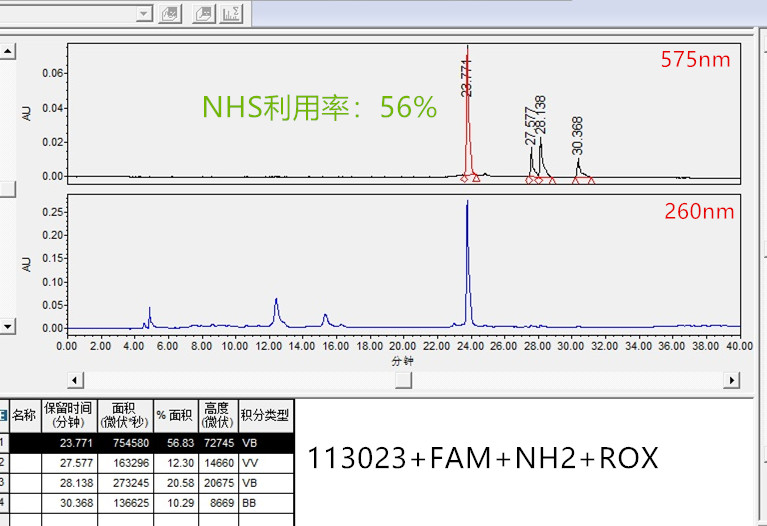 575nm
NHS利用率：56%
AU
0.06
0.04
0.02
0.00
23.771
27.577
28.138
30.368
260nm
AU
0.25
0.20
0.15
0.10
0.05
0.00
0.00 2.00 4.00 6.00 8.00 10.00 12.00 14.00 16.00 18.00 20.00 22.00 24.00 26.00 28.00 30.00 32.00 34.00 36.00 38.00 40.00
分钟
名称 保留时间 (分钟) 面积 (微伏*秒) % 面积 高度 (微伏) 积分类型
1 23.771 754580 56.83 72745 VB
2 27.577 163296 12.30 14660 VV
3 28.138 273245 20.58 20675 VB
4 30.368 136625 10.29 8669 BB
113023+FAM+NH2+ROX